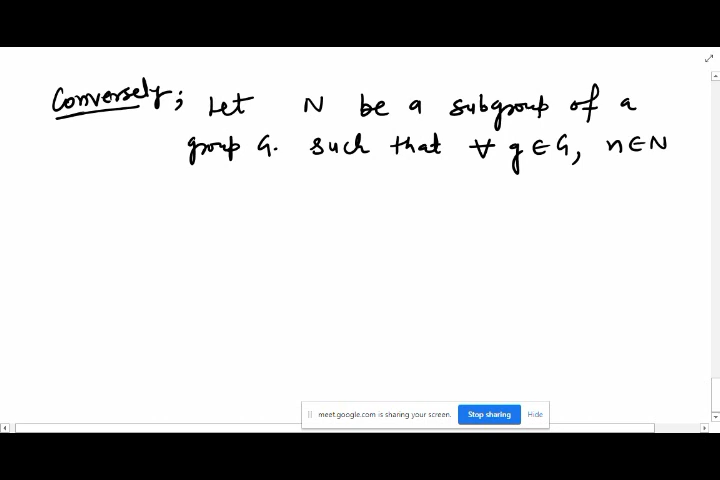 Conversely; Let N be a subgroup of a
group G. such that ∀ g ∈ G, n ∈ N
meet.google.com is sharing your screen. Stop sharing Hide